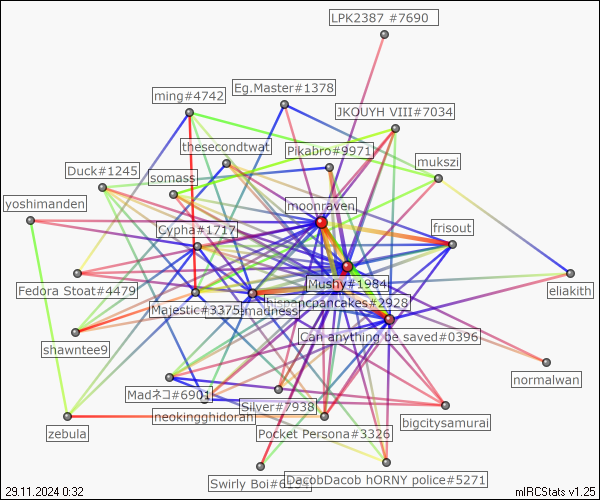 LPK2387 #7690
Eg.Master#1378
ming#4742
JKOUYH VIII#7034
thesecondtwat
Pikabro#9971
mukszi
Duck#1245
somass
yoshimanden
moonraven
Cypha#1717
frisout
Fedora Stoat#4479
Mushy#1984
eliakith
hispancpancakes#2928
Majestic#3375
madness
Can anything be saved#0396
shawntee9
normalwan
Madネコ#6901
Silver#7938
neokingghidorah
bigcitysamurai
zebula
Pocket Persona#3326
Swirly Boi
DacobDacob hORNY police#5271
29.11.2024 0:32
mIRCStats v1.25